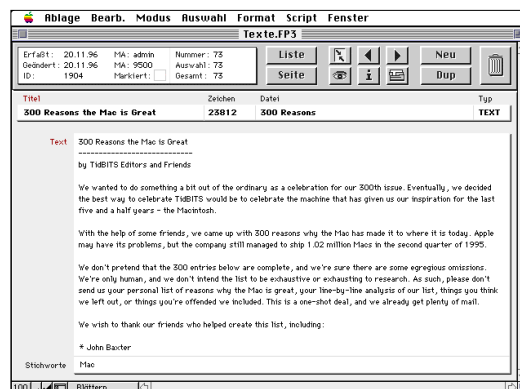 Ablage Bearb. Modus Auswahl Format Script Fenster
Texte.FP3
Erfaßt: 20.11.96 MA: admin Nummer: 73
Geändert: 20.11.96 MA: 9500 Auswahl: 73
ID: 1904 Markiert: Gesamt: 73
Liste Neu
Seite Dup
Titel Zeichen Datei Typ
300 Reasons the Mac is Great 23812 300 Reasons TEXT
Text 300 Reasons the Mac is Great
----------------------------
by TidBITS Editors and Friends
We wanted to do something a bit out of the ordinary as a celebration for our 300th issue. Eventually, we decided
the best way to celebrate TidBITS would be to celebrate the machine that has given us our inspiration for the last
five and a half years - the Macintosh.
With the help of some friends, we came up with 300 reasons why the Mac has made it to where it is today. Apple
may have its problems, but the company still managed to ship 1.02 million Macs in the second quarter of 1995.
We don't pretend that the 300 entries below are complete, and we're sure there are some egregious omissions.
We're only human, and we don't intend the list to be exhaustive or exhausting to research. As such, please don't
send us your personal list of reasons why the Mac is great, your line-by-line analysis of our list, things you think
we left out, or things you're offended we included. This is a one-shot deal, and we already get plenty of mail.
We wish to thank our friends who helped create this list, including:
* John Baxter
Stichworte Mac
100 Blättern